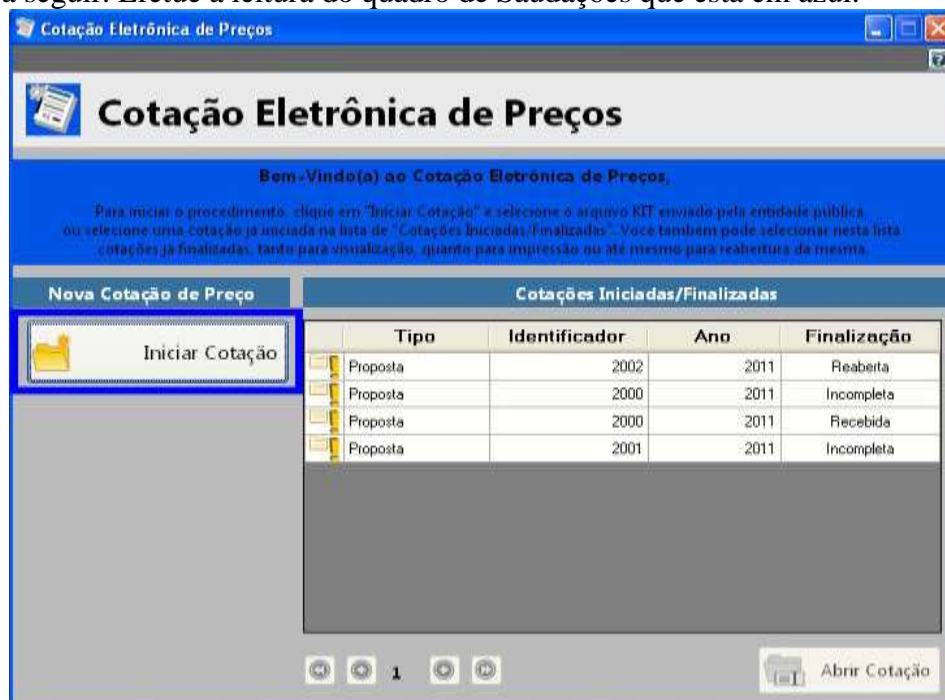 a seguir. Efetue a leitura do quadro de Saudações que está em azul.
Cotação Eletrônica de Preços
Cotação Eletrônica de Preços
Bem-Vindo(a) ao Cotação Eletrônica de Preços,
Para iniciar o procedimento, clique em "Iniciar Cotação" e selecione o arquivo KIT enviado pela entidade pública,
ou selecione uma cotação já iniciada na lista de "Cotações Iniciadas/Finalizadas". Você também pode selecionar nesta lista
cotações já finalizadas, tanto para visualização, quanto para impressão ou até mesmo para reabertura da mesma.
Nova Cotação de Preço
Cotações Iniciadas/Finalizadas
Iniciar Cotação
Tipo Identificador Ano Finalização
Proposta 2002 2011 Reaberta
Proposta 2000 2011 Incompleta
Proposta 2000 2011 Recebida
Proposta 2001 2011 Incompleta
1
Abrir Cotação